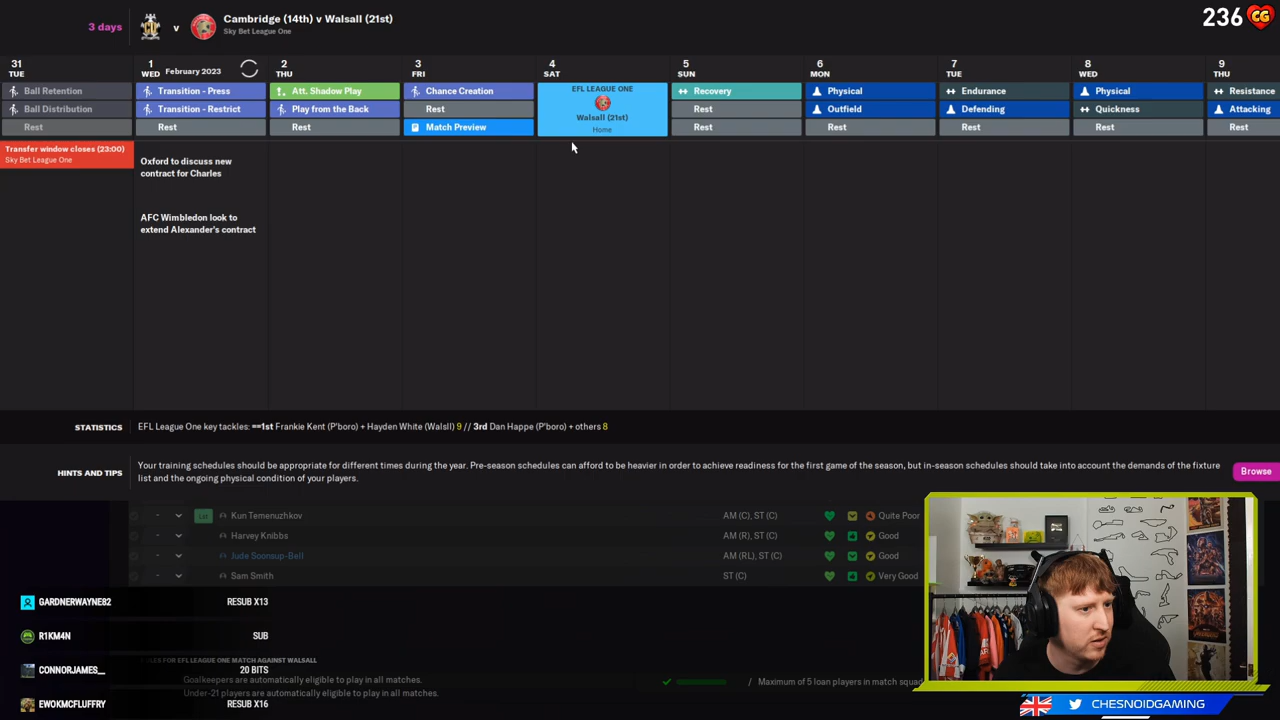 3 days
v
Cambridge (14th) v Walsall (21st)
Sky Bet League One
236
CG
31
TUE
1
WED February 2023
2
THU
3
FRI
4
SAT
5
SUN
6
MON
7
TUE
8
WED
9
THU
Ball Retention
Transition - Press
Att. Shadow Play
Chance Creation
EFL LEAGUE ONE
Recovery
Physical
Endurance
Physical
Resistance
Ball Distribution
Transition - Restrict
Play from the Back
Rest
Walsall (21st)
Rest
Outfield
Defending
Quickness
Attacking
Rest
Rest
Rest
Match Preview
Home
Rest
Rest
Rest
Rest
Rest
Transfer window closes (23:00)
Sky Bet League One
Oxford to discuss new
contract for Charles
AFC Wimbledon look to
extend Alexander's contract
STATISTICS
EFL League One key tackles: ==1st Frankie Kent (P'boro) + Hayden White (Walsll) 9 // 3rd Dan Happe (P'boro) + others 8
HINTS AND TIPS
Your training schedules should be appropriate for different times during the year. Pre-season schedules can afford to be heavier in order to achieve readiness for the first game of the season, but in-season schedules should take into account the demands of the fixture
list and the ongoing physical condition of your players.
Browse
- Lst Kun Temenuzhkov AM (C), ST (C) Quite Poor
- Harvey Knibbs AM (R), ST (C) Good
- Jude Soonsup-Bell AM (RL), ST (C) Good
- Sam Smith ST (C) Very Good
GARDNERWAYNE82 RESUB X13
R1KM4N SUB
FOR EFL LEAGUE ONE MATCH AGAINST WALSALL
CONNORJAMES__ 20 BITS
Goalkeepers are automatically eligible to play in all matches.
Under-21 players are automatically eligible to play in all matches.
/ Maximum of 5 loan players in match squad
EWOKMCFLUFFRY RESUB X16
CHESNOIDGAMING